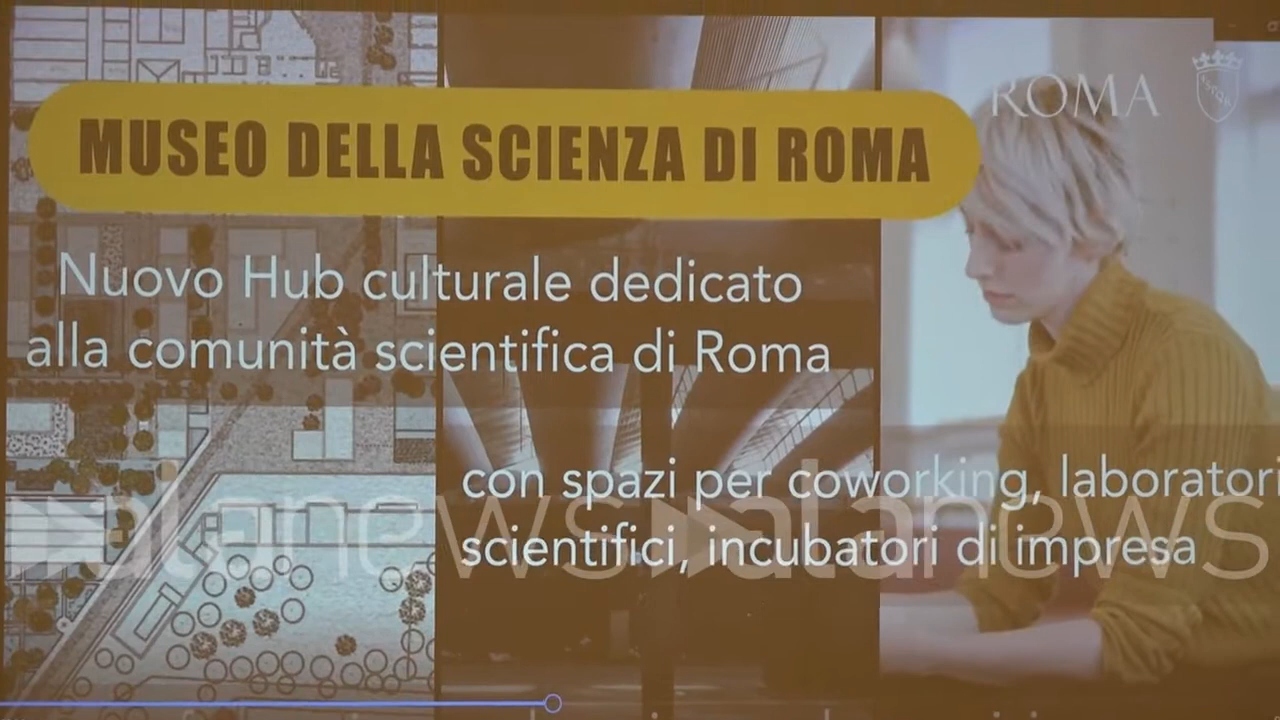 MUSEO DELLA SCIENZA DI ROMA
ROMA
Nuovo Hub culturale dedicato
alla comunità scientifica di Roma
con spazi per coworking, laboratori
scientifici, incubatori di impresa
alanews alanews